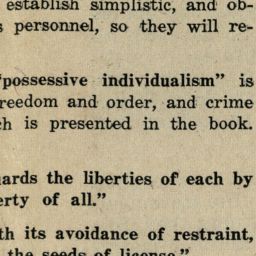 establish simplistic, and ob-
s personnel, so they will re-
"possessive individualism" is
reedom and order, and crime
ch is presented in the book.
ards the liberties of each by
erty of all."
th its avoidance of restraint,
the seeds of license."